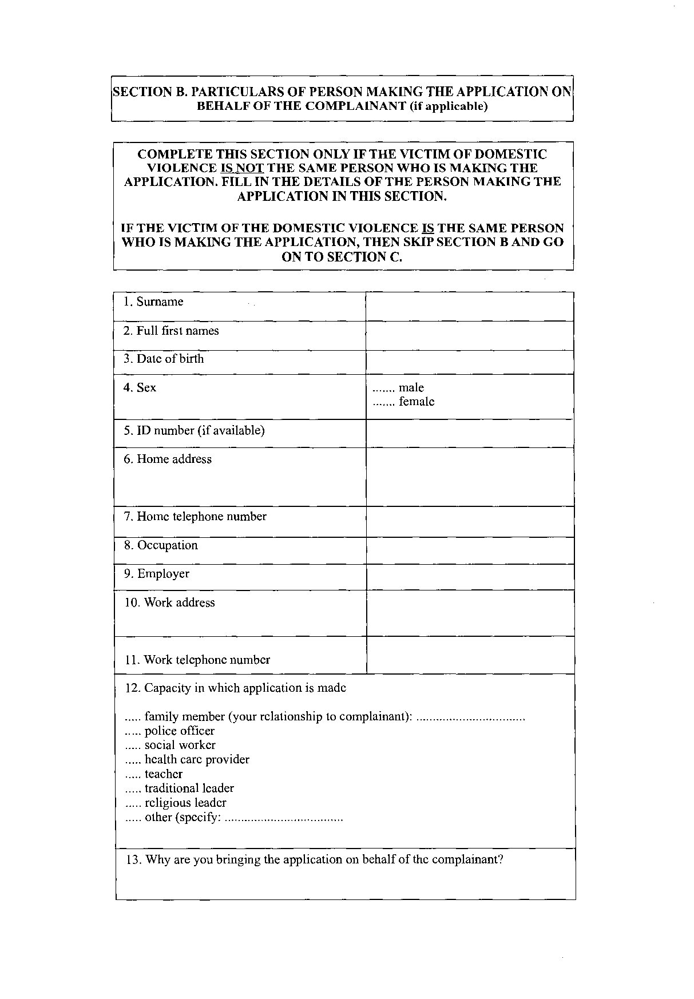 SECTION B. PARTICULARS OF PERSON MAKING THE APPLICATION ON
BEHALF OF THE COMPLAINANT (if applicable)
COMPLETE THIS SECTION ONLY IF THE VICTIM OF DOMESTIC
VIOLENCE IS NOT THE SAME PERSON WHO IS MAKING THE
APPLICATION. FILL IN THE DETAILS OF THE PERSON MAKING THE
APPLICATION IN THIS SECTION.
IF THE VICTIM OF THE DOMESTIC VIOLENCE IS THE SAME PERSON
WHO IS MAKING THE APPLICATION, THEN SKIP SECTION B AND GO
ON TO SECTION C.
1. Surname
2. Full first names
3. Date of birth
4. Sex
....... male
....... female
5. ID number (if available)
6. Home address
7. Home telephone number
8. Occupation
9. Employer
10. Work address
11. Work telephone number
12. Capacity in which application is made
..... family member (your relationship to complainant): .................................
..... police officer
..... social worker
..... health care provider
..... teacher
..... traditional leader
..... religious leader
..... other (specify: ....................................
13. Why are you bringing the application on behalf of the complainant?